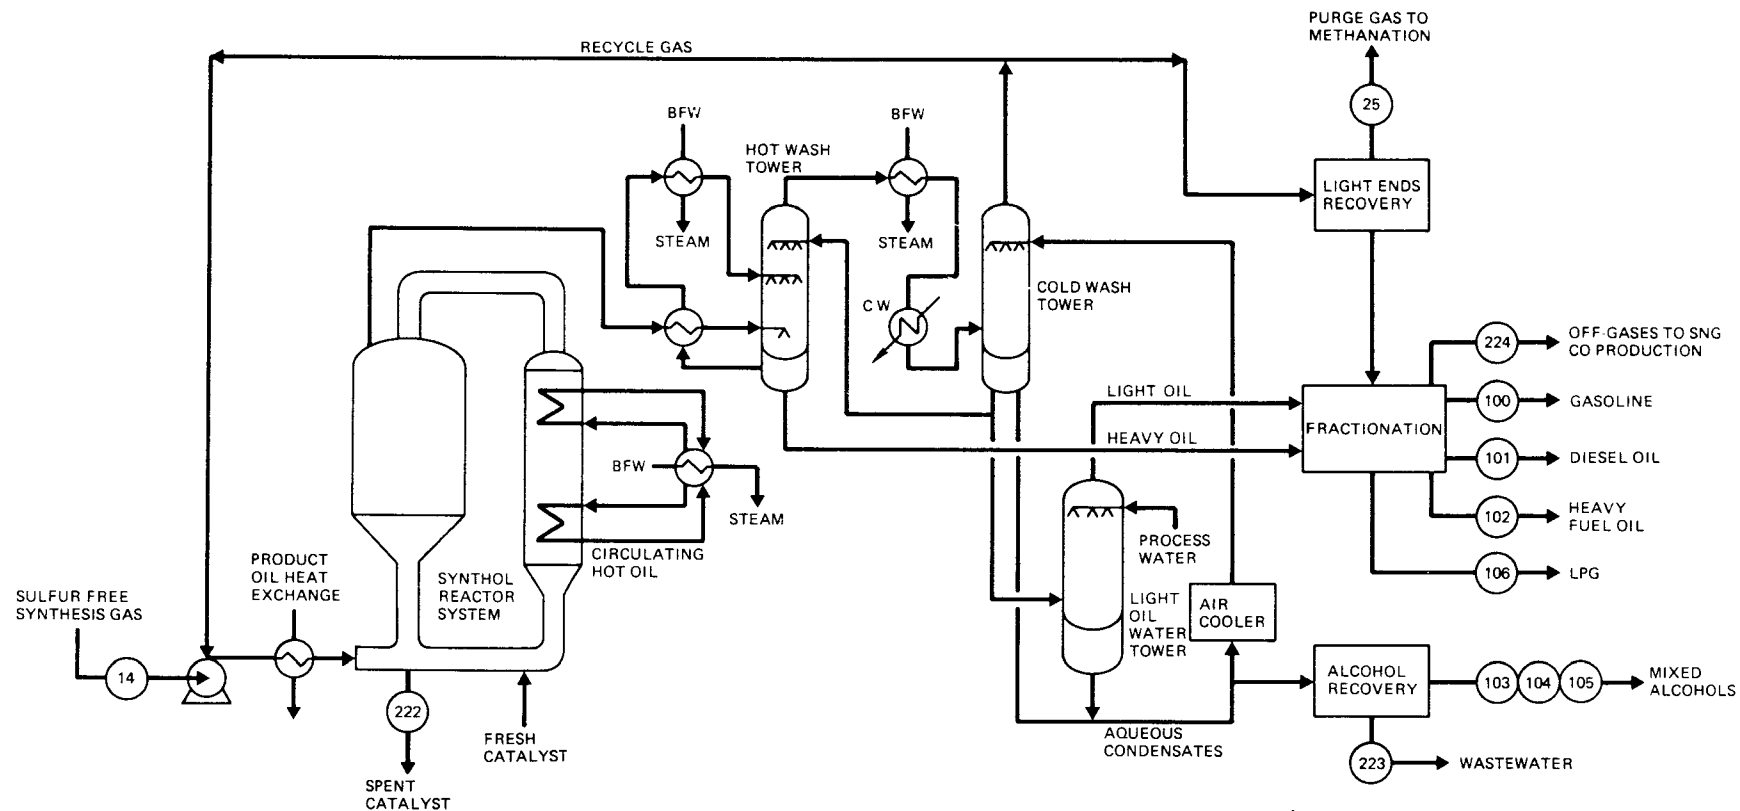 PURGE GAS TO
METHANATION
RECYCLE GAS
25
BFW
BFW
HOT WASH
TOWER
LIGHT ENDS
RECOVERY
STEAM
STEAM
COLD WASH
TOWER
CW
224
OFF-GASES TO SNG
CO PRODUCTION
LIGHT OIL
100
GASOLINE
FRACTIONATION
HEAVY OIL
BFW
101
DIESEL OIL
STEAM
102
HEAVY
FUEL OIL
PROCESS
WATER
CIRCULATING
HOT OIL
PRODUCT
OIL HEAT
EXCHANGE
SYNTHOL
REACTOR
SYSTEM
106
LPG
SULFUR FREE
SYNTHESIS GAS
LIGHT
OIL
WATER
TOWER
AIR
COOLER
14
ALCOHOL
RECOVERY
103
104
105
MIXED
ALCOHOLS
222
FRESH
CATALYST
AQUEOUS
CONDENSATES
223
WASTEWATER
SPENT
CATALYST